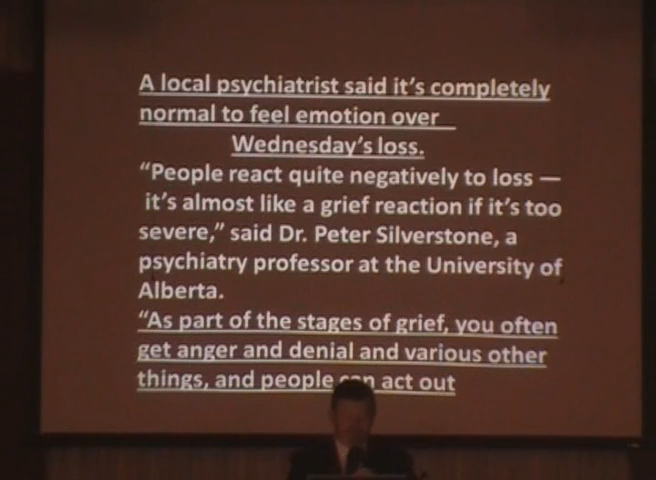 A local psychiatrist said it's completely
normal to feel emotion over
Wednesday's loss.
“People react quite negatively to loss —
it's almost like a grief reaction if it's too
severe,” said Dr. Peter Silverstone, a
psychiatry professor at the University of
Alberta.
“As part of the stages of grief, you often
get anger and denial and various other
things, and people can act out